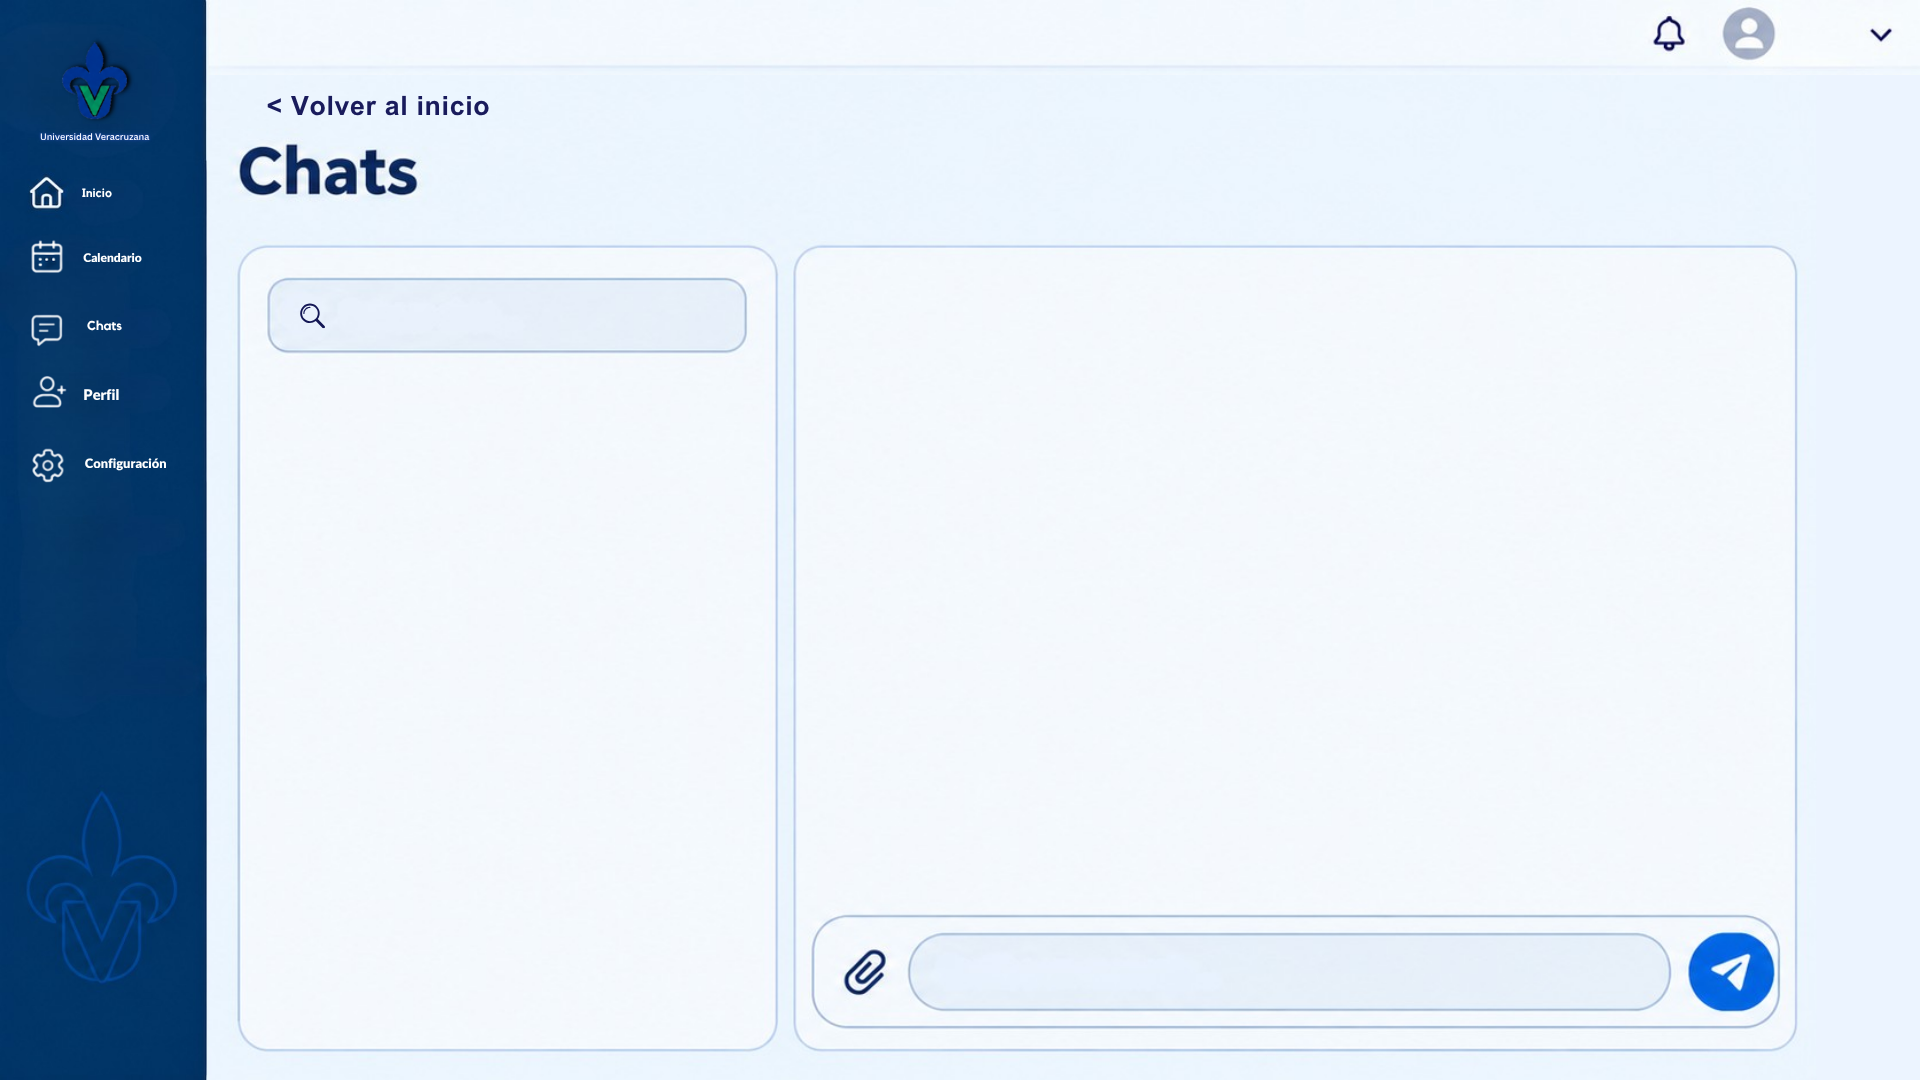 Universidad Veracruzana
Inicio
Calendario
Chats
Perfil
Configuración
< Volver al inicio
Chats